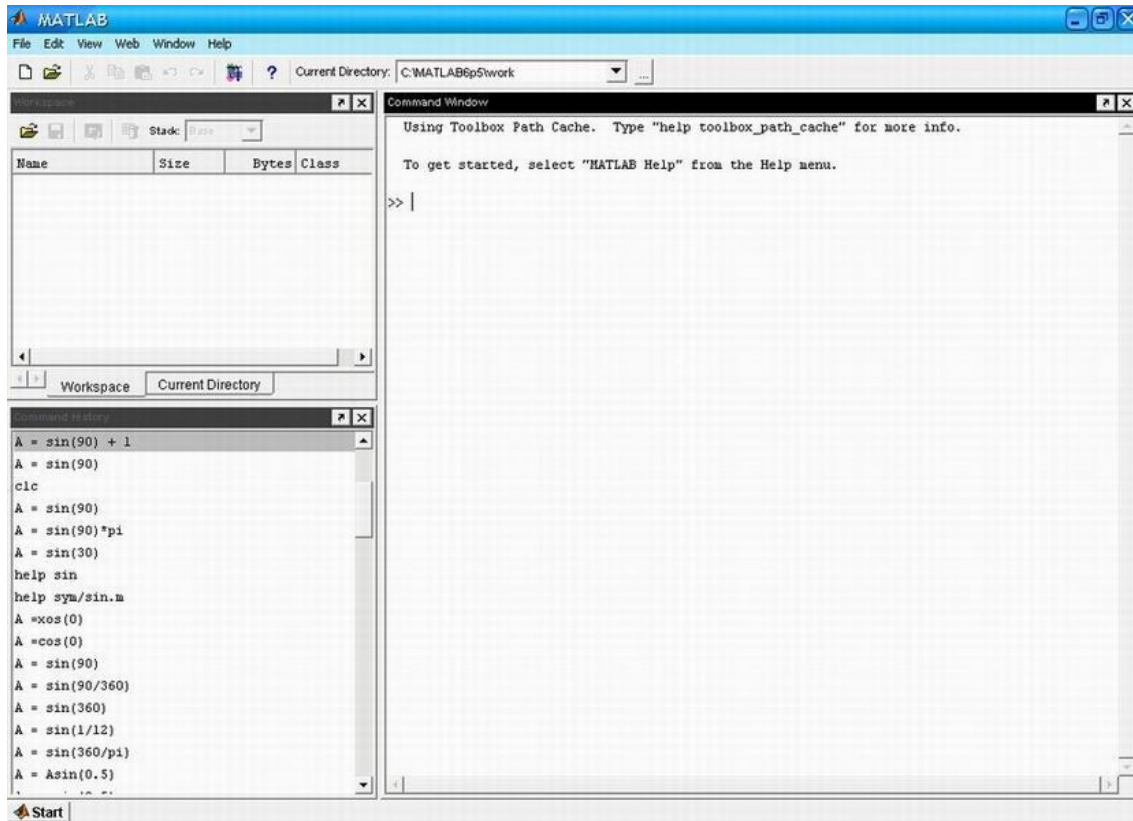 MATLAB
File Edit View Web Window Help
? Current Directory: C:\MATLAB6p5\work ...
Workspace
Stack: Base
Name Size Bytes Class
Workspace Current Directory
Command History
A = sin(90) + 1
A = sin(90)
clc
A = sin(90)
A = sin(90)*pi
A = sin(30)
help sin
help sym/sin.m
A =xos(0)
A =cos(0)
A = sin(90)
A = sin(90/360)
A = sin(360)
A = sin(1/12)
A = sin(360/pi)
A = Asin(0.5)
Command Window
Using Toolbox Path Cache. Type "help toolbox_path_cache" for more info.
To get started, select "MATLAB Help" from the Help menu.
>>
Start